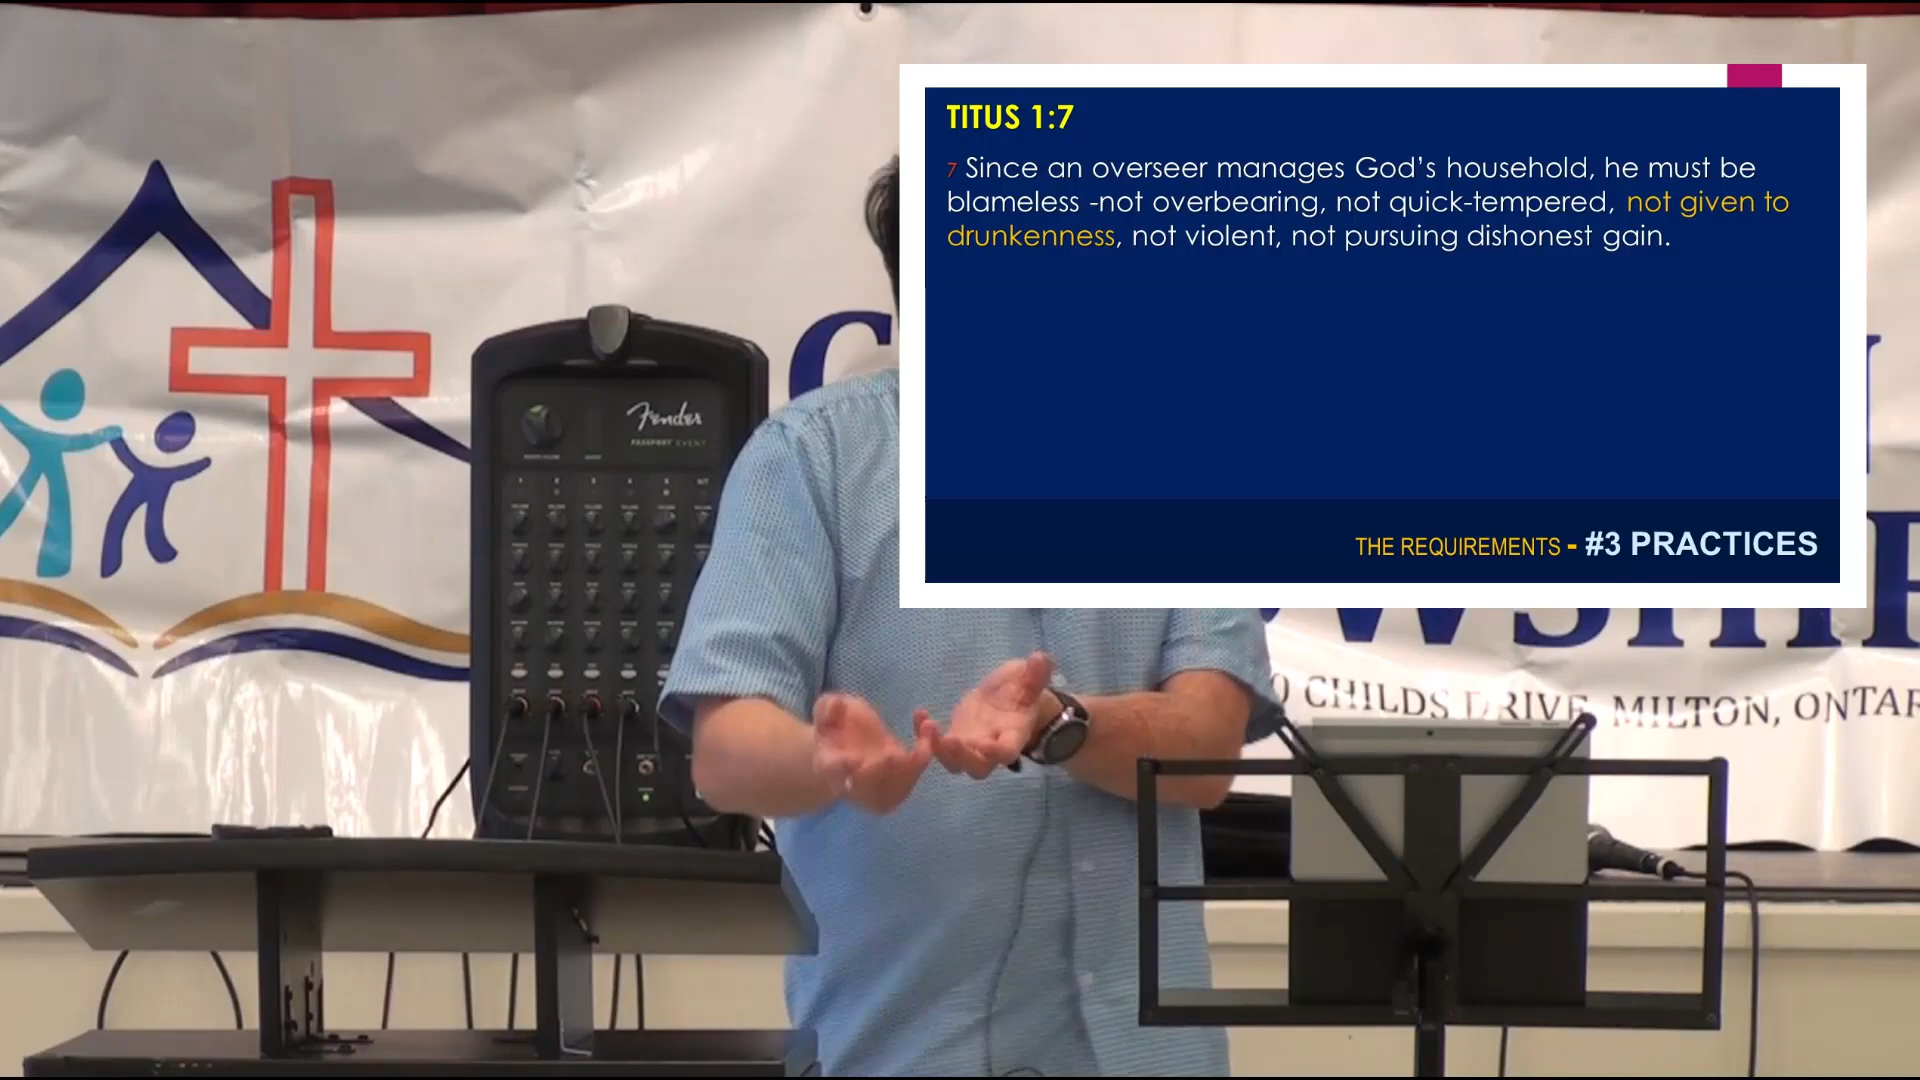 TITUS 1:7
7 Since an overseer manages God’s household, he must be
blameless -not overbearing, not quick-tempered, not given to
drunkenness, not violent, not pursuing dishonest gain.
THE REQUIREMENTS - #3 PRACTICES
Fender
PASSPORT EVENT
CHILDS DRIVE, MILTON, ONTAR